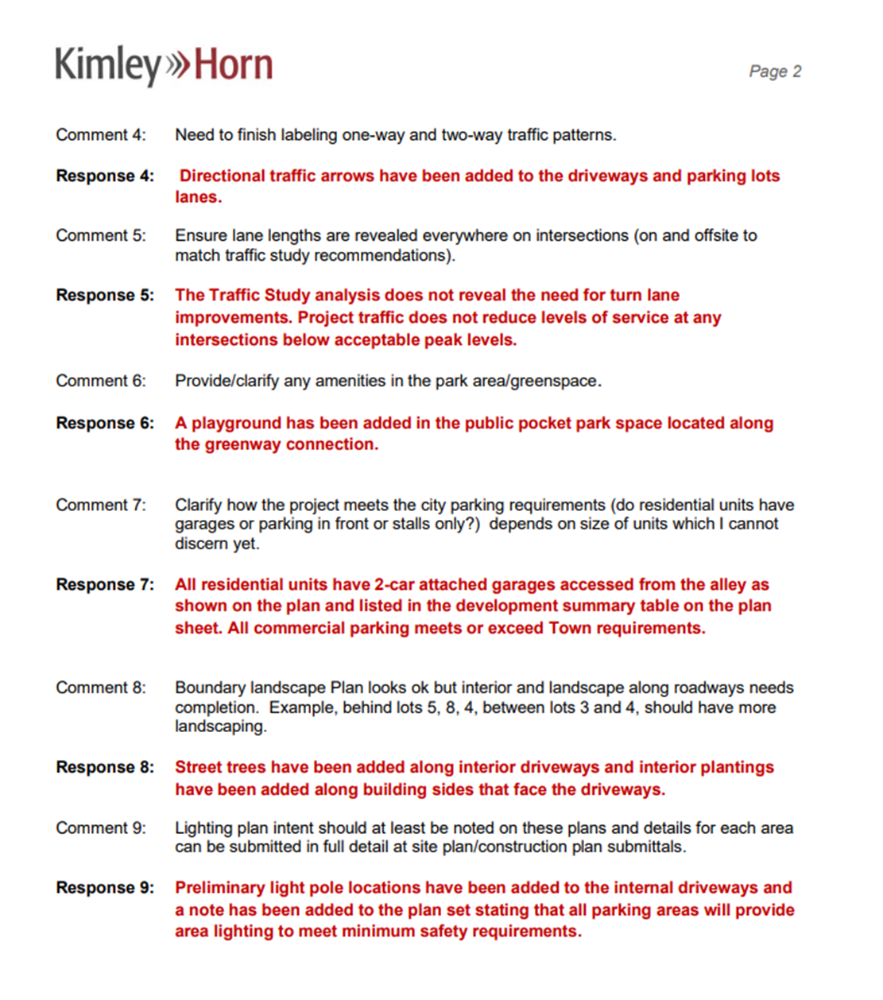 Kimley»Horn
Page 2
Comment 4: Need to finish labeling one-way and two-way traffic patterns.
Response 4: Directional traffic arrows have been added to the driveways and parking lots
lanes.
Comment 5: Ensure lane lengths are revealed everywhere on intersections (on and offsite to
match traffic study recommendations).
Response 5: The Traffic Study analysis does not reveal the need for turn lane
improvements. Project traffic does not reduce levels of service at any
intersections below acceptable peak levels.
Comment 6: Provide/clarify any amenities in the park area/greenspace.
Response 6: A playground has been added in the public pocket park space located along
the greenway connection.
Comment 7: Clarify how the project meets the city parking requirements (do residential units have
garages or parking in front or stalls only?) depends on size of units which I cannot
discern yet.
Response 7: All residential units have 2-car attached garages accessed from the alley as
shown on the plan and listed in the development summary table on the plan
sheet. All commercial parking meets or exceed Town requirements.
Comment 8: Boundary landscape Plan looks ok but interior and landscape along roadways needs
completion. Example, behind lots 5, 8, 4, between lots 3 and 4, should have more
landscaping.
Response 8: Street trees have been added along interior driveways and interior plantings
have been added along building sides that face the driveways.
Comment 9: Lighting plan intent should at least be noted on these plans and details for each area
can be submitted in full detail at site plan/construction plan submittals.
Response 9: Preliminary light pole locations have been added to the internal driveways and
a note has been added to the plan set stating that all parking areas will provide
area lighting to meet minimum safety requirements.